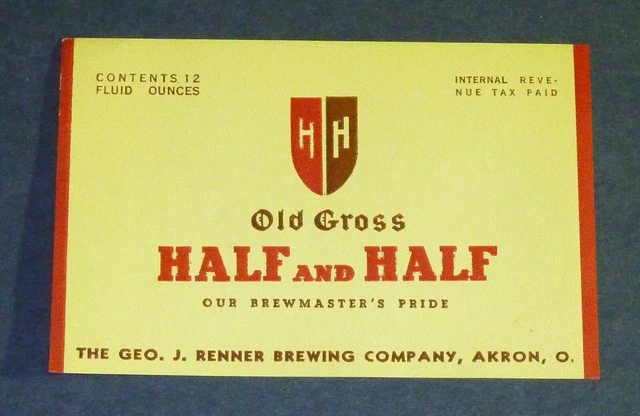 CONTENTS 12
FLUID OUNCES
INTERNAL REVE-
NUE TAX PAID
H H
Old Gross
HALF AND HALF
OUR BREWMASTER'S PRIDE
THE GEO. J. RENNER BREWING COMPANY, AKRON, O.